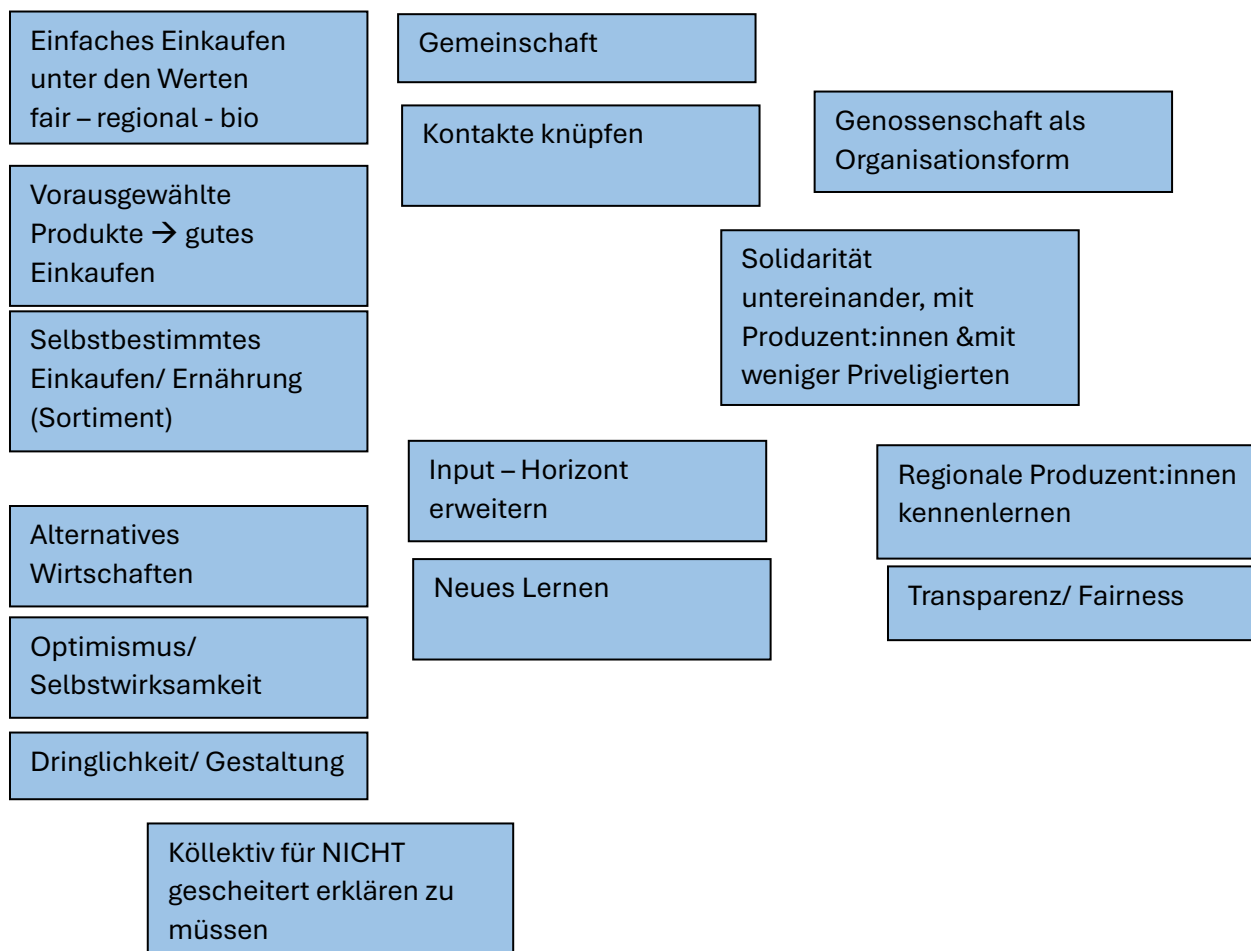 Einfaches Einkaufen
unter den Werten
fair – regional - bio
Vorausgewählte
Produkte → gutes
Einkaufen
Selbstbestimmtes
Einkaufen/ Ernährung
(Sortiment)
Alternatives
Wirtschaften
Optimismus/
Selbstwirksamkeit
Dringlichkeit/ Gestaltung
Köllektiv für NICHT
gescheitert erklären zu
müssen
Gemeinschaft
Kontakte knüpfen
Input – Horizont
erweitern
Neues Lernen
Genossenschaft als
Organisationsform
Solidarität
untereinander, mit
Produzent:innen &mit
weniger Priveligierten
Regionale Produzent:innen
kennenlernen
Transparenz/ Fairness